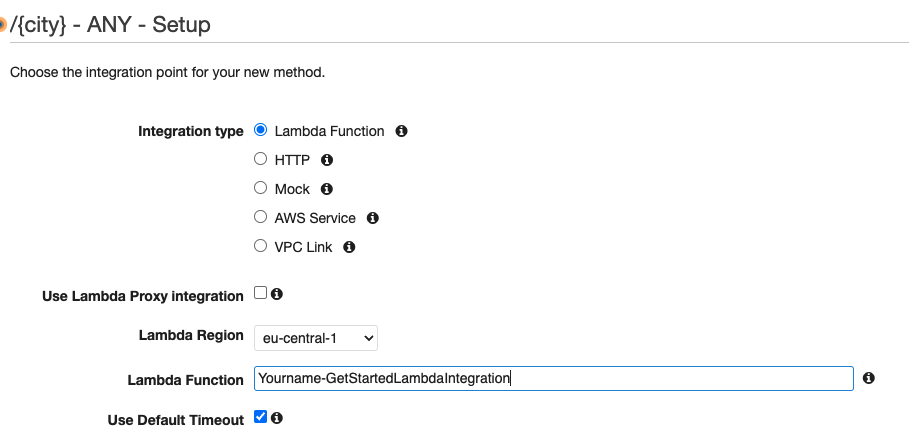 /{city} - ANY - Setup
Choose the integration point for your new method.
Integration type Lambda Function
HTTP
Mock
AWS Service
VPC Link
Use Lambda Proxy integration
Lambda Region eu-central-1
Lambda Function Yourname-GetStartedLambdaIntegration
Use Default Timeout